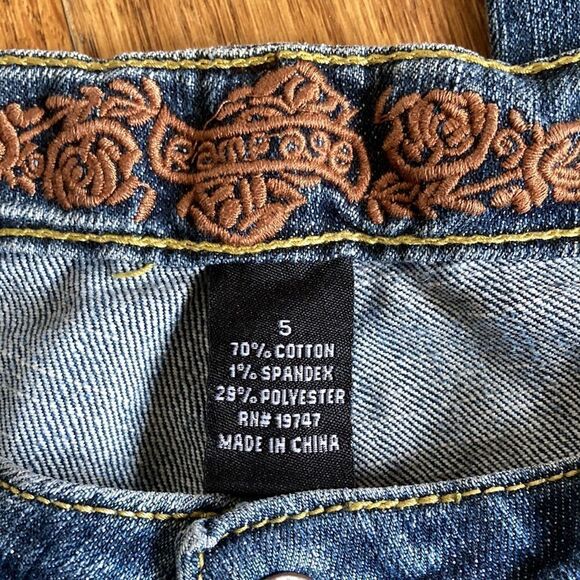 Rampage
5
70% COTTON
1% SPANDEX
29% POLYESTER
RN# 19747
MADE IN CHINA